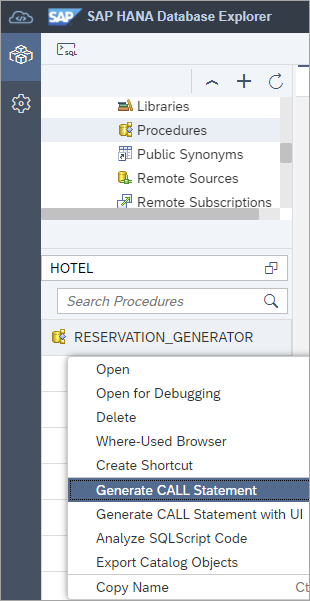 SAP SAP HANA Database Explorer
SQL
Libraries
Procedures
Public Synonyms
Remote Sources
Remote Subscriptions
HOTEL
Search Procedures
RESERVATION_GENERATOR
Open
Open for Debugging
Delete
Where-Used Browser
Create Shortcut
Generate CALL Statement
Generate CALL Statement with UI
Analyze SQLScript Code
Export Catalog Objects
Copy Name Ct